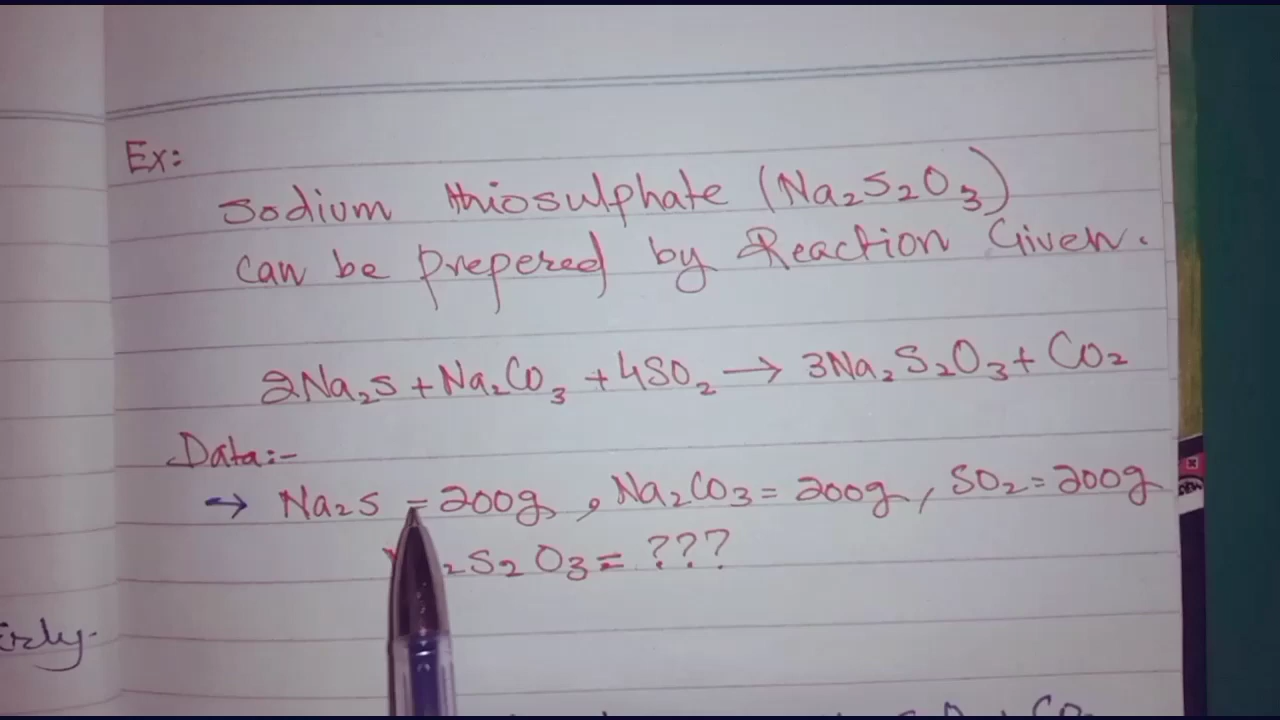 Ex:
Sodium thiosulphate (Na₂S₂O₃)
can be prepered by Reaction Given.
2Na₂S + Na₂CO₃ + 4SO₂ → 3Na₂S₂O₃ + CO₂
Data:-
→ Na₂S = 200g, Na₂CO₃ = 200g, SO₂ = 200g
₂S₂O₃ = ???